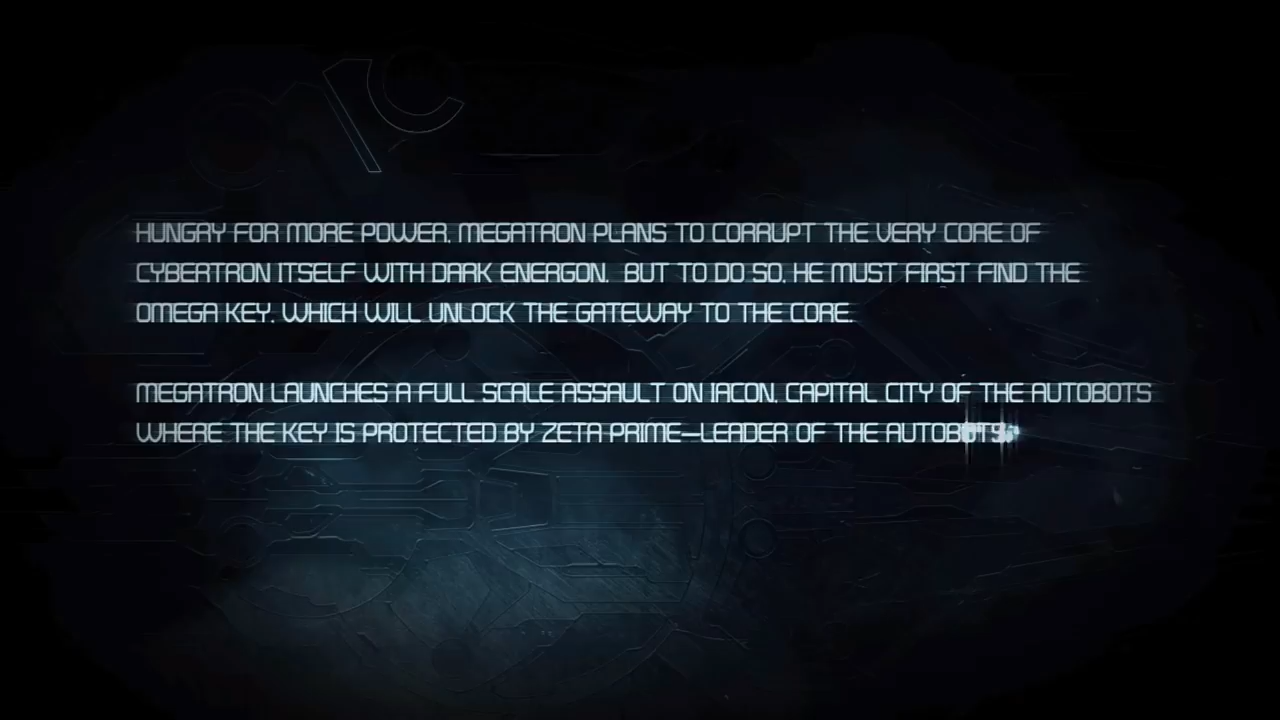 HUNGRY FOR MORE POWER, MEGATRON PLANS TO CORRUPT THE VERY CORE OF
CYBERTRON ITSELF WITH DARK ENERGON. BUT TO DO SO, HE MUST FIRST FIND THE
OMEGA KEY, WHICH WILL UNLOCK THE GATEWAY TO THE CORE.
MEGATRON LAUNCHES A FULL SCALE ASSAULT ON IACON, CAPITAL CITY OF THE AUTOBOTS
WHERE THE KEY IS PROTECTED BY ZETA PRIME—LEADER OF THE AUTOBOTS.